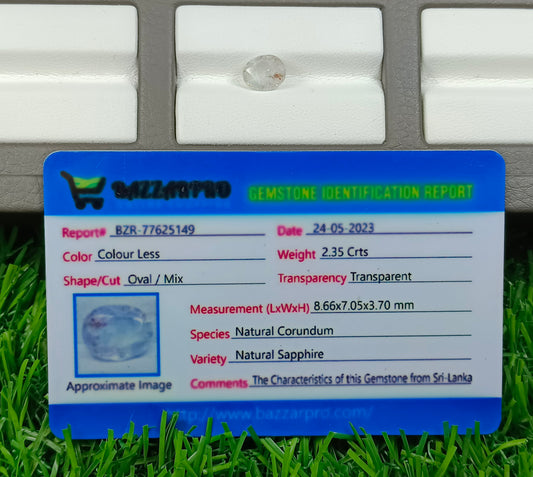 BAZZARPRO GEMSTONE IDENTIFICATION REPORT
Report# BZR-77625149 Date 24-05-2023
Color Colour Less Weight 2.35 Crts
Shape/Cut Oval / Mix Transparency Transparent
Measurement (LxWxH) 8.66x7.05x3.70 mm
Species Natural Corundum
Variety Natural Sapphire
Approximate Image Comments The Characteristics of this Gemstone from Sri-Lanka
http://www.bazzarpro.com/